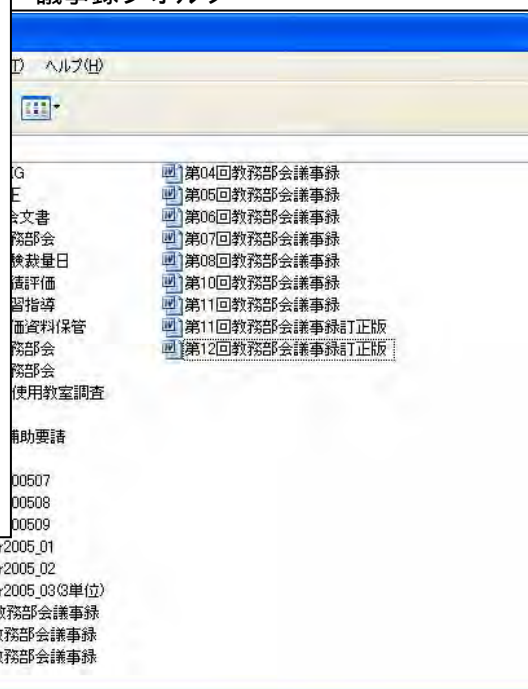 議事録フォルダ
T) ヘルプ(H)
G
E
会文書
務部会
験裁量日
績評価
習指導
価資料保管
務部会
務部会
使用教室調査
補助要請
00507
00508
00509
r2005_01
r2005_02
r2005_03(3単位)
教務部会議事録
教務部会議事録
教務部会議事録
第04回教務部会議事録
第05回教務部会議事録
第06回教務部会議事録
第07回教務部会議事録
第08回教務部会議事録
第10回教務部会議事録
第11回教務部会議事録
第11回教務部会議事録訂正版
第12回教務部会議事録訂正版